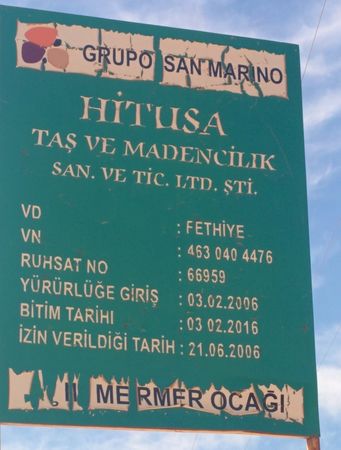 GRUPO SAN MARINO
HİTUSA
TAŞ VE MADENCİLİK
SAN. VE TİC. LTD. ŞTİ.
VD : FETHİYE
VN : 463 040 4476
RUHSAT NO : 66959
YÜRÜRLÜĞE GİRİŞ : 03.02.2006
BİTİM TARİHİ : 03 02.2016
İZİN VERİLDİĞİ TARİH : 21.06.2006
MERMER OCAĞI